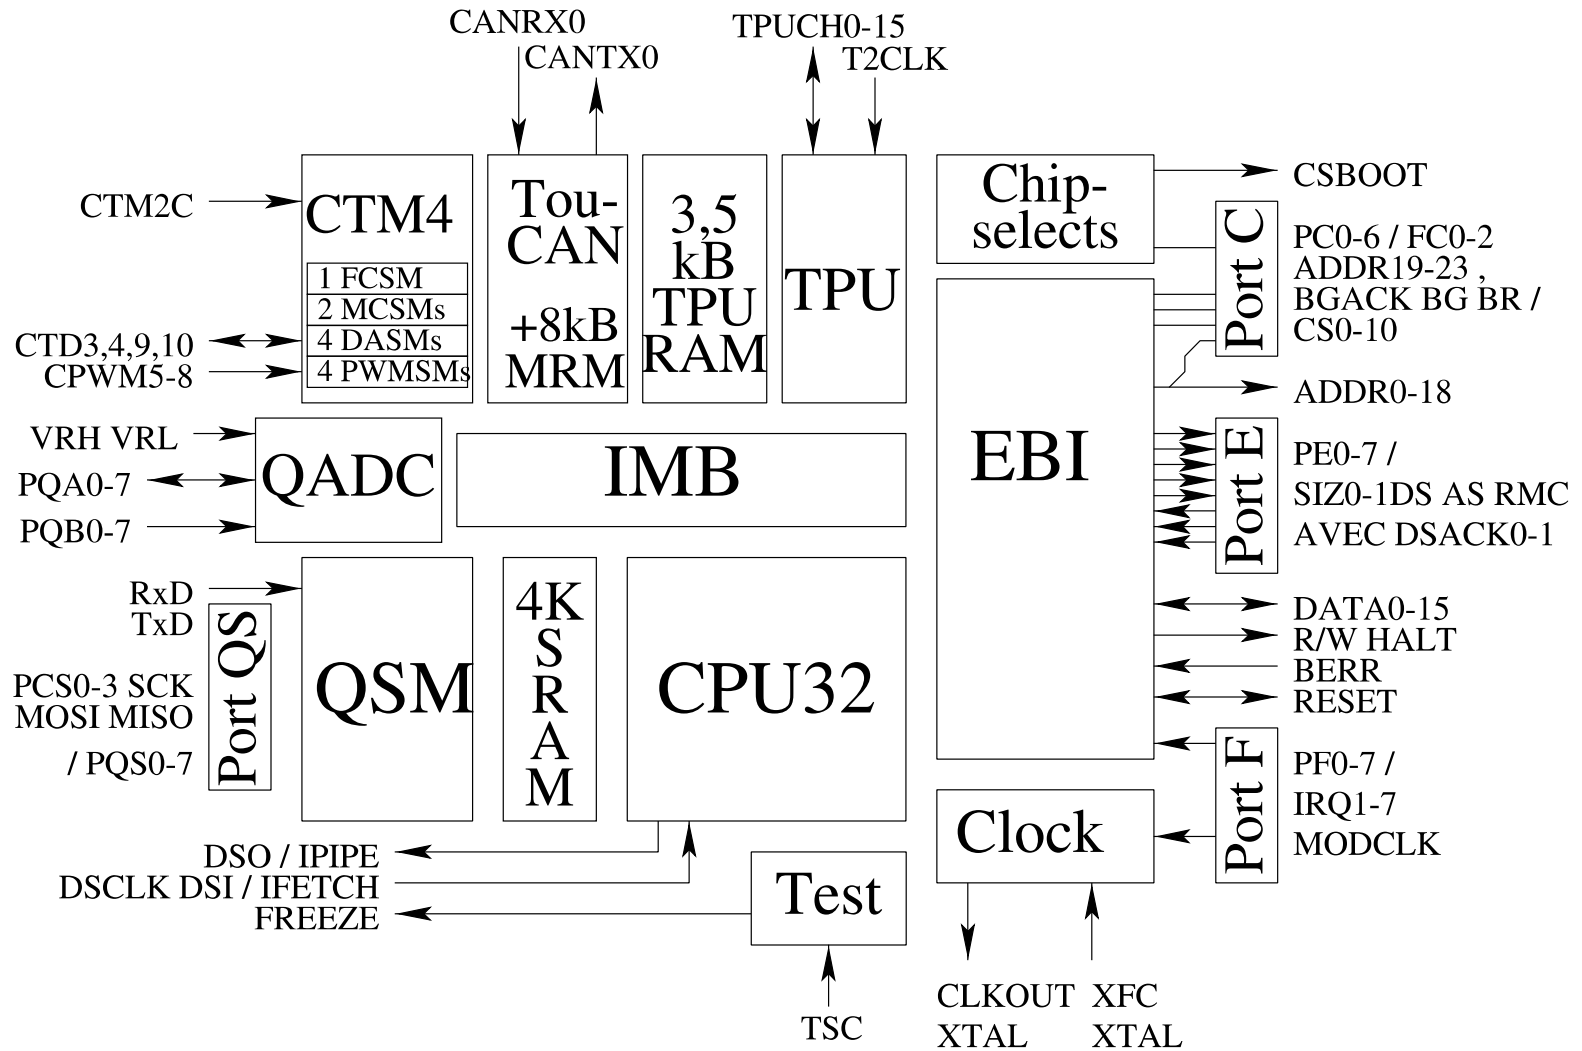 CANRX0
CANTX0
TPUCH0-15
T2CLK
CTM2C
CTM4
1 FCSM
2 MCSMs
4 DASMs
4 PWMSMs
CTD3,4,9,10
CPWM5-8
Tou-
CAN
+8kB
MRM
3,5
kB
TPU
RAM
TPU
Chip-
selects
CSBOOT
Port C
PC0-6 / FC0-2
ADDR19-23 ,
BGACK BG BR /
CS0-10
ADDR0-18
VRH VRL
PQA0-7
PQB0-7
QADC
IMB
EBI
Port E
PE0-7 /
SIZ0-1DS AS RMC
AVEC DSACK0-1
RxD
TxD
PCS0-3 SCK
MOSI MISO
/ PQS0-7
Port QS
QSM
4K
S
R
A
M
CPU32
DATA0-15
R/W HALT
BERR
RESET
Port F
PF0-7 /
IRQ1-7
MODCLK
Clock
DSO / IPIPE
DSCLK DSI / IFETCH
FREEZE
Test
TSC
CLKOUT
XTAL
XFC
XTAL